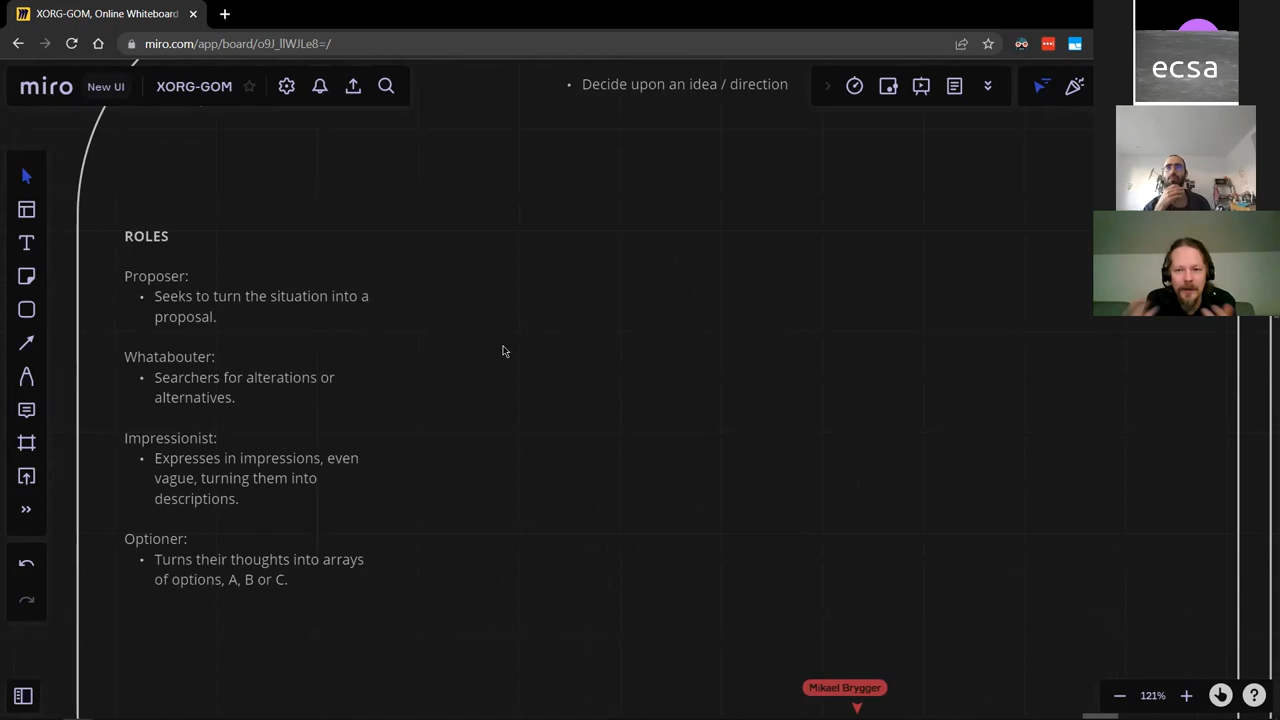 XORG-GOM, Online Whiteboard
miro.com/app/board/o9J_llWJLe8=/
miro New UI XORG-GOM
• Decide upon an idea / direction
ecsa
ROLES
Proposer:
• Seeks to turn the situation into a
proposal.
Whatabouter:
• Searchers for alterations or
alternatives.
Impressionist:
• Expresses in impressions, even
vague, turning them into
descriptions.
Optioner:
• Turns their thoughts into arrays
of options, A, B or C.
Mikael Brygger
121%